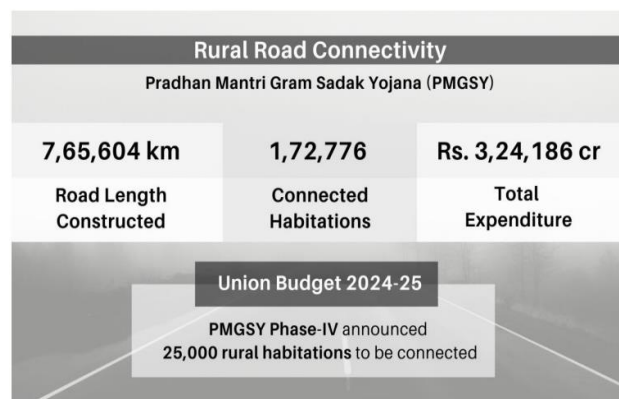 Rural Road Connectivity
Pradhan Mantri Gram Sadak Yojana (PMGSY)
7,65,604 km
Road Length
Constructed
1,72,776
Connected
Habitations
Rs. 3,24,186 cr
Total
Expenditure
Union Budget 2024-25
PMGSY Phase-IV announced
25,000 rural habitations to be connected